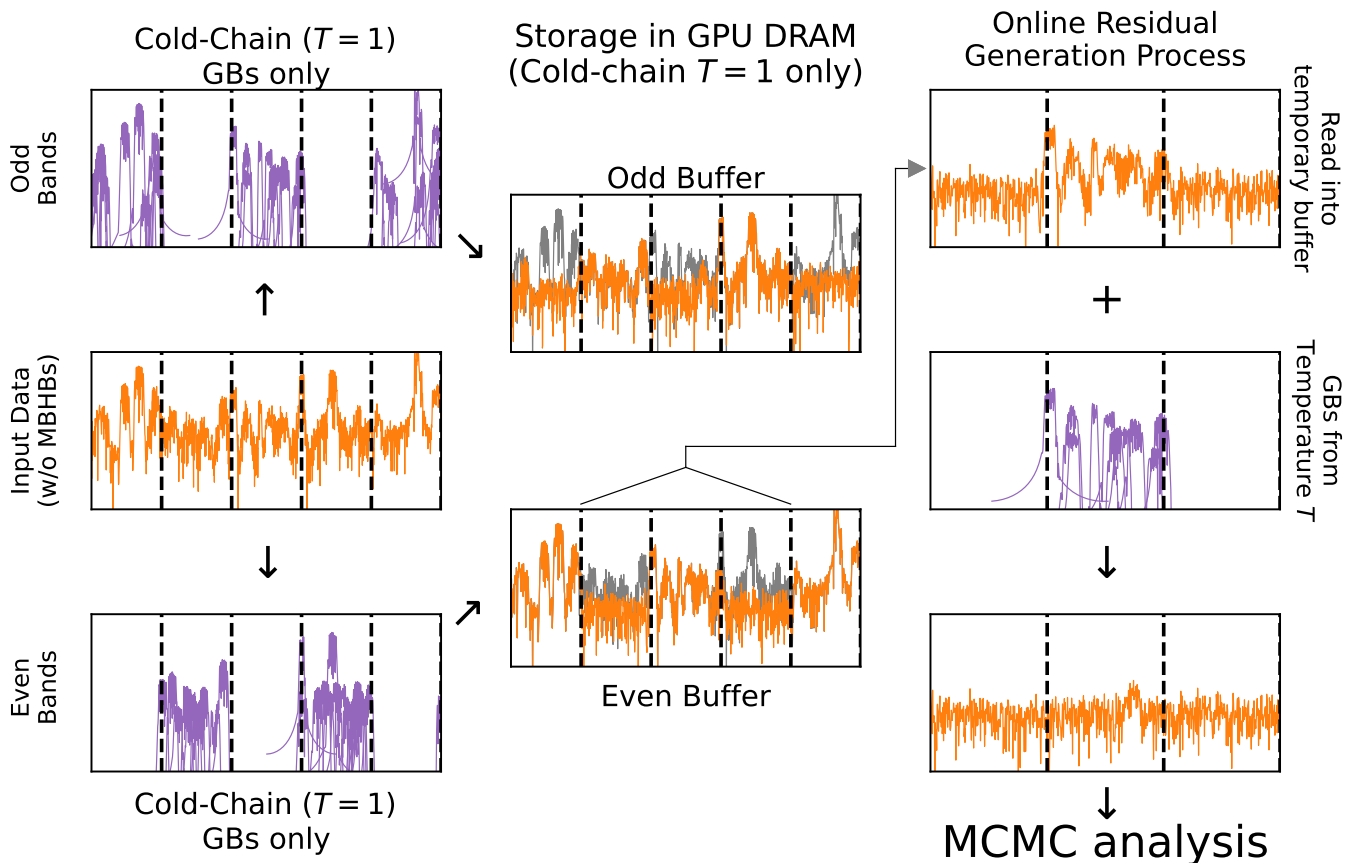 Cold-Chain (T = 1)
GBs only
Odd
Bands
Input Data
(w/o MBHBs)
Even
Bands
Cold-Chain (T = 1)
GBs only
Storage in GPU DRAM
(Cold-chain T = 1 only)
Odd Buffer
Even Buffer
Online Residual
Generation Process
Read into
temporary buffer
+
GBs from
Temperature T
MCMC analysis